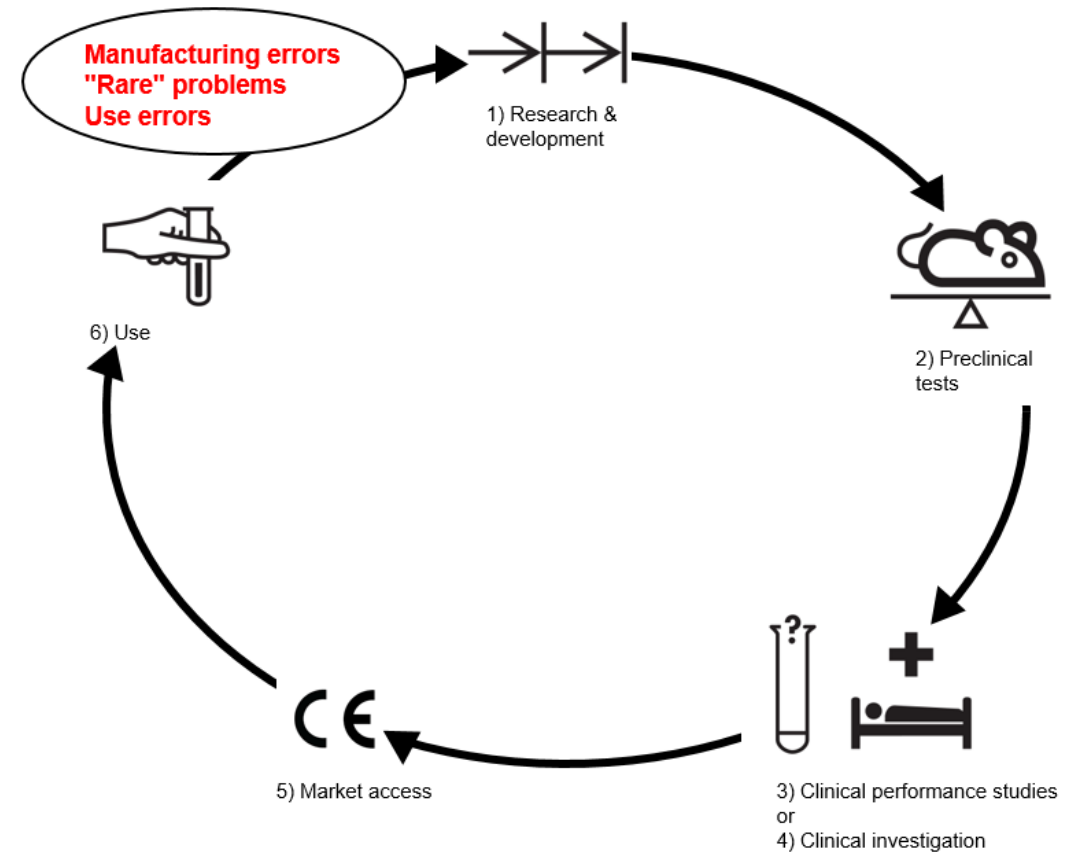 Manufacturing errors
"Rare" problems
Use errors
1) Research &
development
2) Preclinical
tests
?
3) Clinical performance studies
or
4) Clinical investigation
CE
5) Market access
6) Use